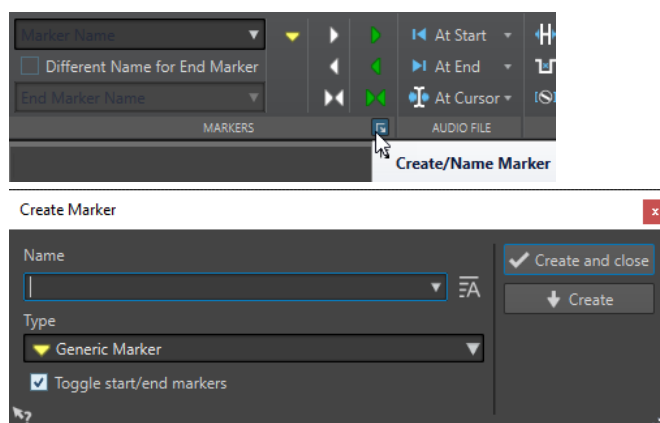 Marker Name
At Start
Different Name for End Marker
At End
End Marker Name
At Cursor
MARKERS
AUDIO FILE
Create/Name Marker
Create Marker
x
Name
Create and close
Create
Type
Generic Marker
Toggle start/end markers